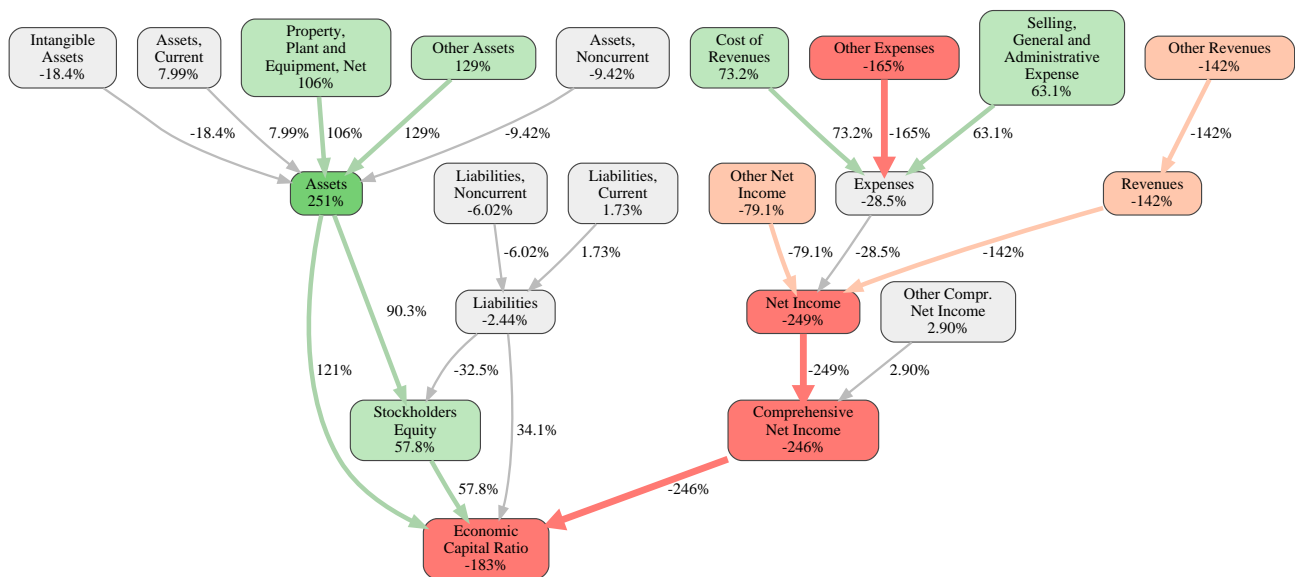 Intangible
Assets
-18.4%
Assets,
Current
7.99%
Property,
Plant and
Equipment, Net
106%
Other Assets
129%
Assets,
Noncurrent
-9.42%
Cost of
Revenues
73.2%
Other Expenses
-165%
Selling,
General and
Administrative
Expense
63.1%
Other Revenues
-142%
-18.4%
7.99%
106%
129%
-9.42%
73.2%
-165%
63.1%
-142%
Assets
251%
Liabilities,
Noncurrent
-6.02%
Liabilities,
Current
1.73%
Other Net
Income
-79.1%
Expenses
-28.5%
Revenues
-142%
-6.02%
1.73%
-79.1%
-28.5%
-142%
90.3%
Liabilities
-2.44%
Net Income
-249%
Other Compr.
Net Income
2.90%
121%
-32.5%
34.1%
-249%
2.90%
Stockholders
Equity
57.8%
Comprehensive
Net Income
-246%
57.8%
-246%
Economic
Capital Ratio
-183%